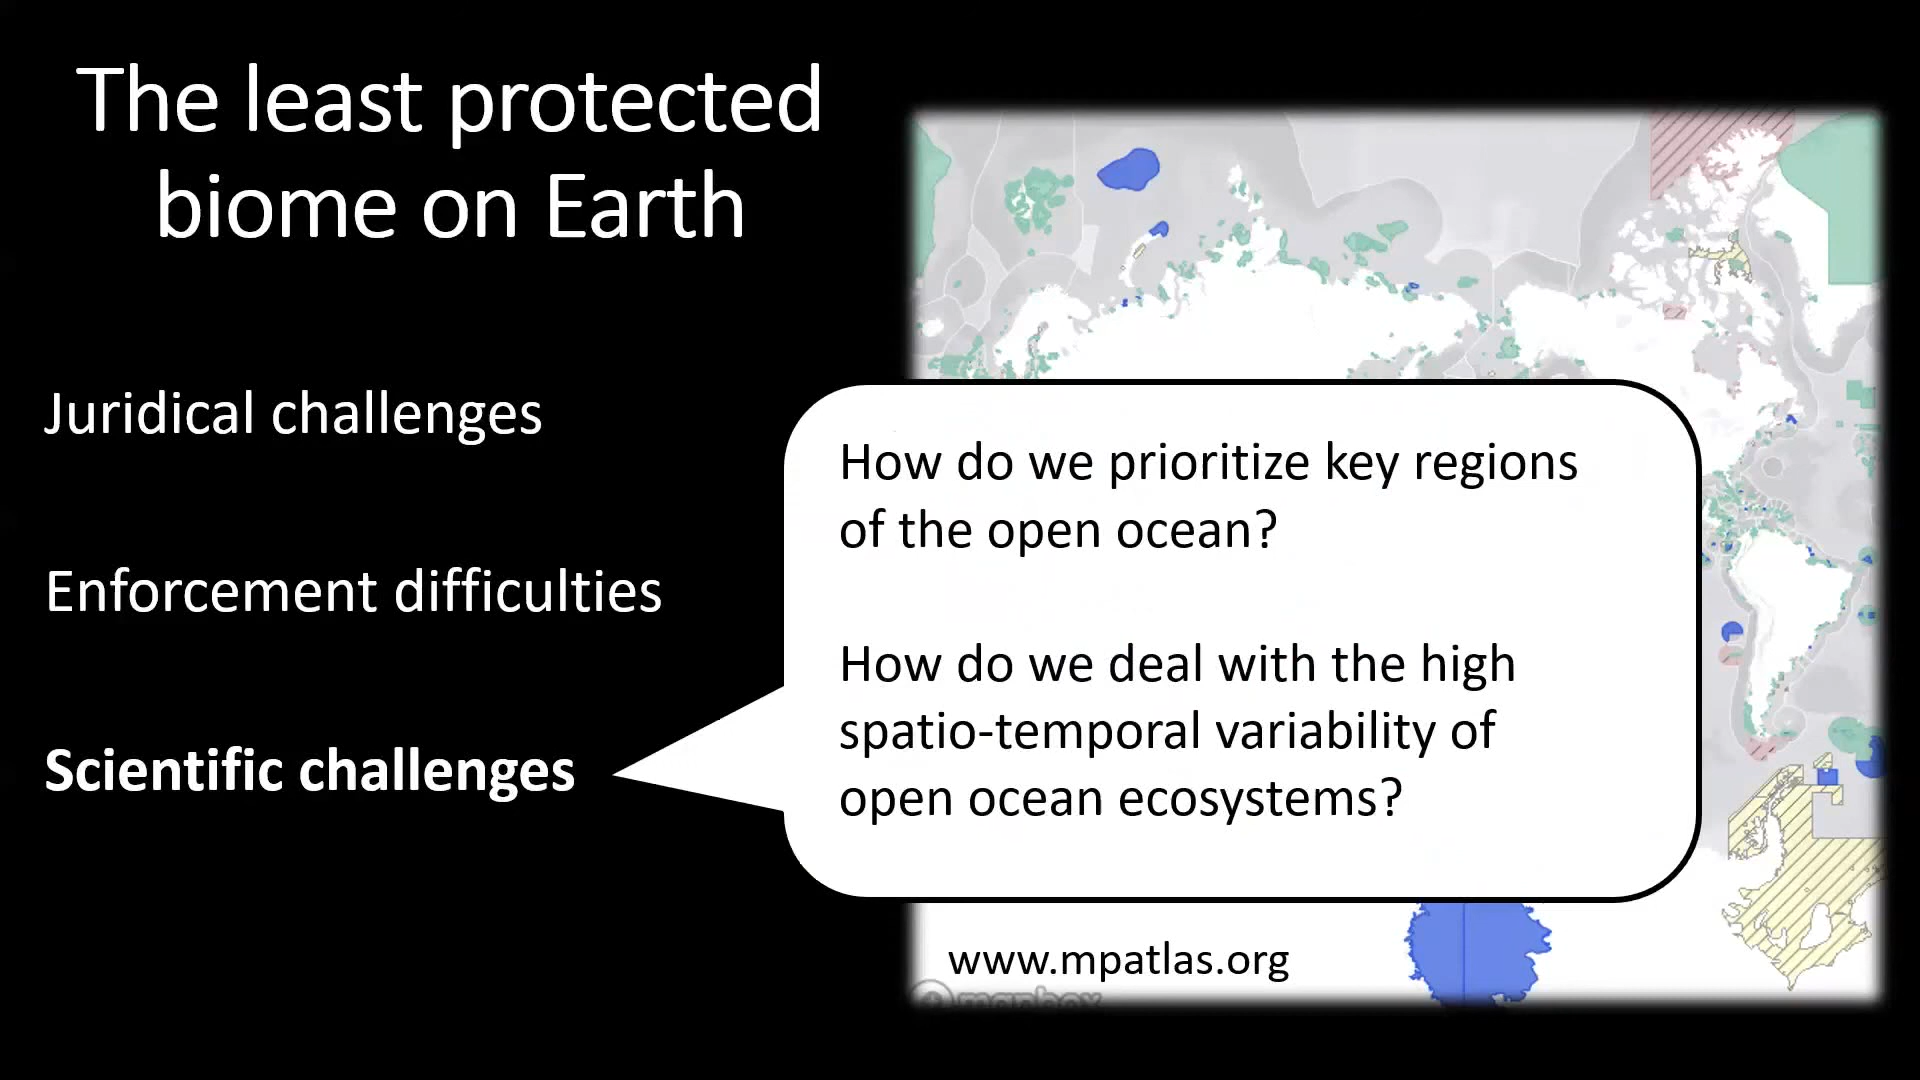 The least protected
biome on Earth
Juridical challenges
Enforcement difficulties
Scientific challenges
How do we prioritize key regions
of the open ocean?
How do we deal with the high
spatio-temporal variability of
open ocean ecosystems?
www.mpatlas.org
mapbox